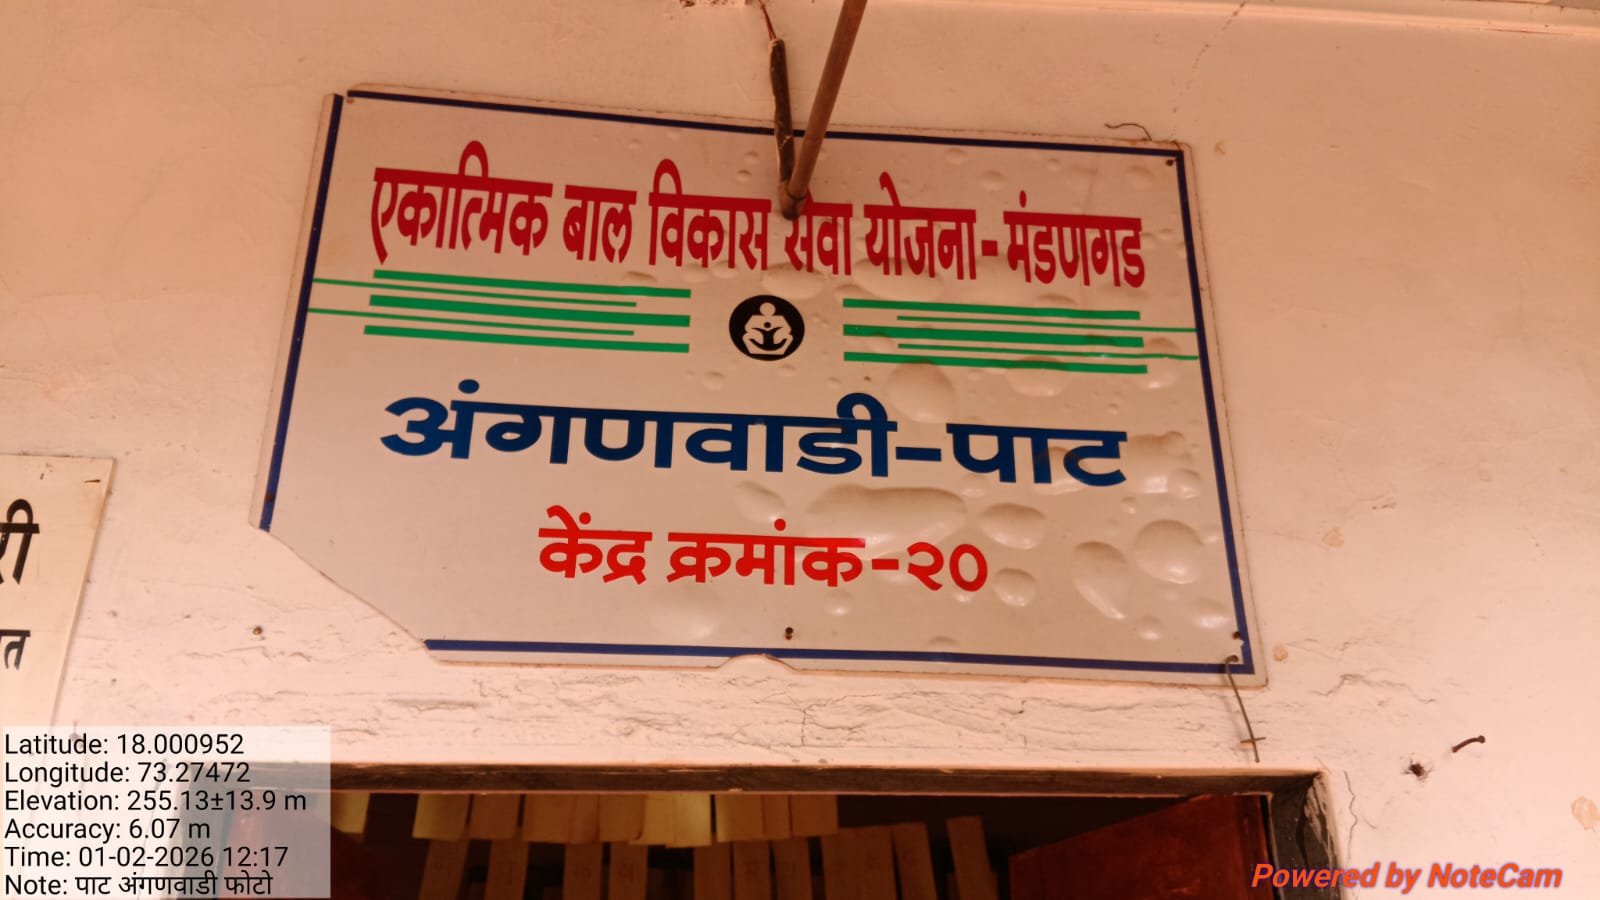 एकात्मिक बाल विकास सेवा योजना-मंडणगड
अंगणवाडी-पाट
केंद्र क्रमांक-२०
री
त
Latitude: 18.000952
Longitude: 73.27472
Elevation: 255.13±13.9 m
Accuracy: 6.07 m
Time: 01-02-2026 12:17
Note: पाट अंगणवाडी फोटो
Powered by NoteCam